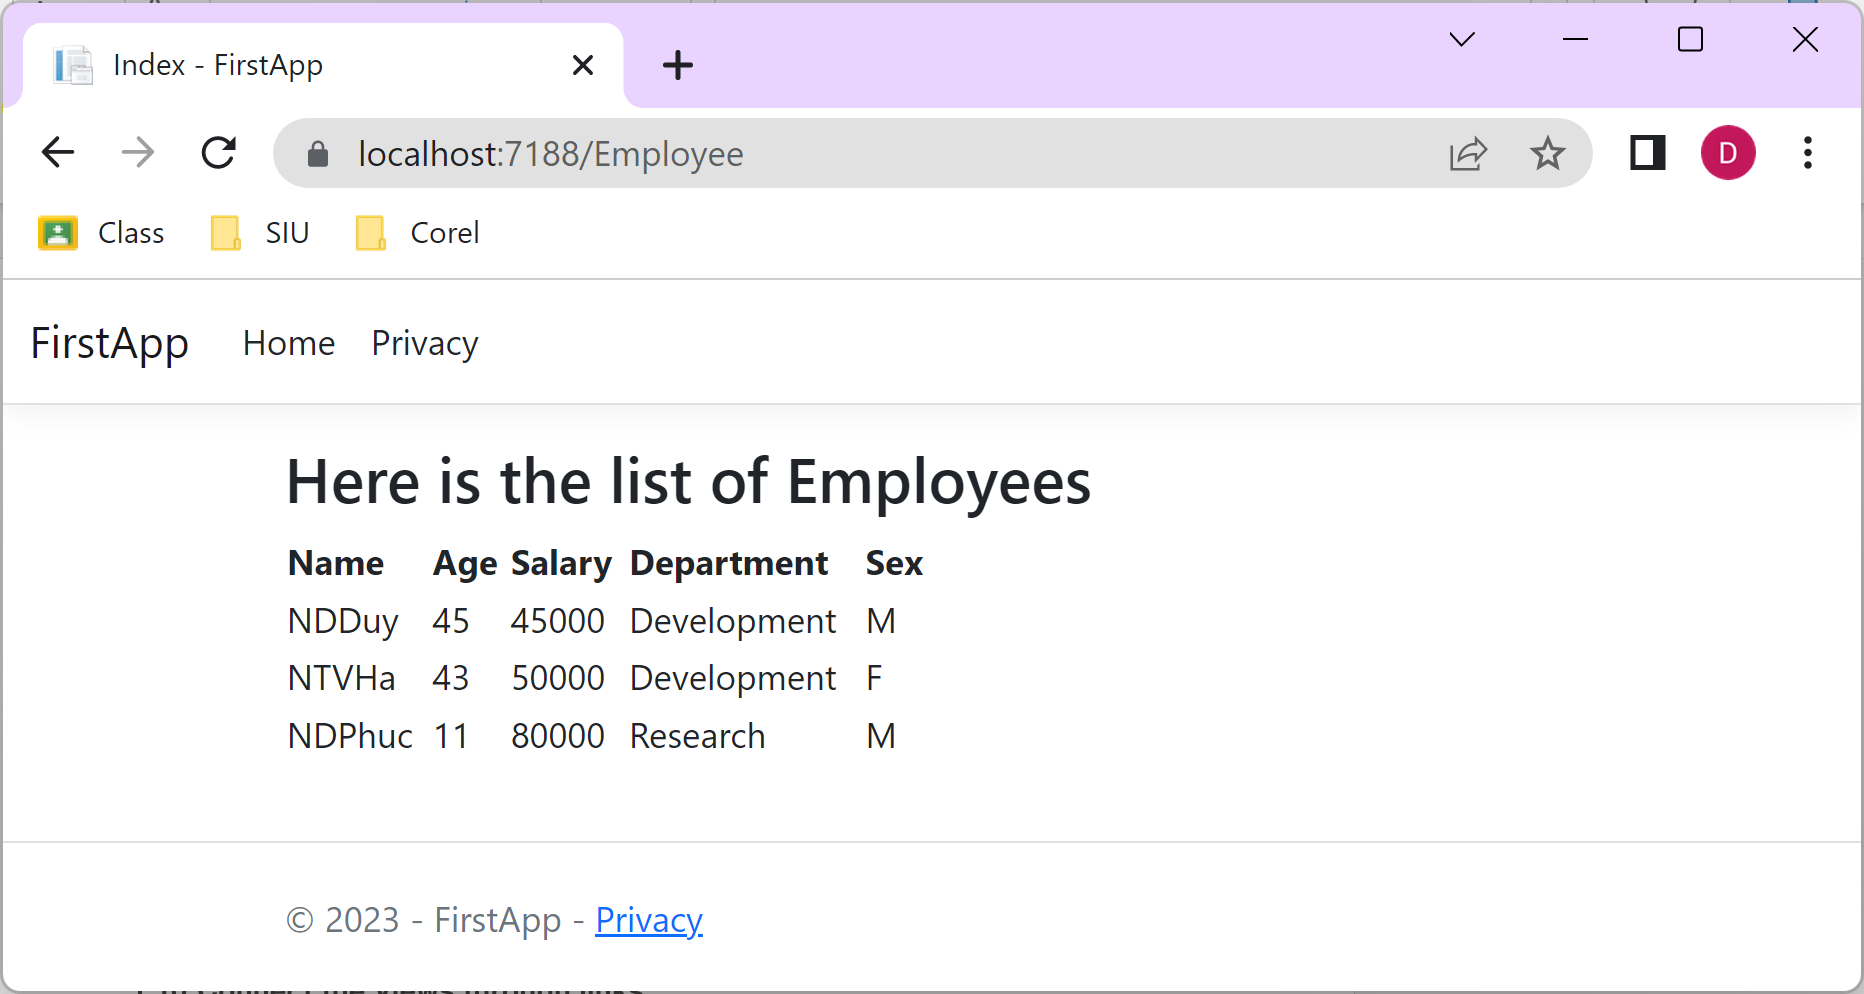 Index - FirstApp
localhost:7188/Employee
D
Class SIU Corel
FirstApp Home Privacy
Here is the list of Employees
Name Age Salary Department Sex
NDDuy 45 45000 Development M
NTVHa 43 50000 Development F
NDPhuc 11 80000 Research M
© 2023 - FirstApp - Privacy